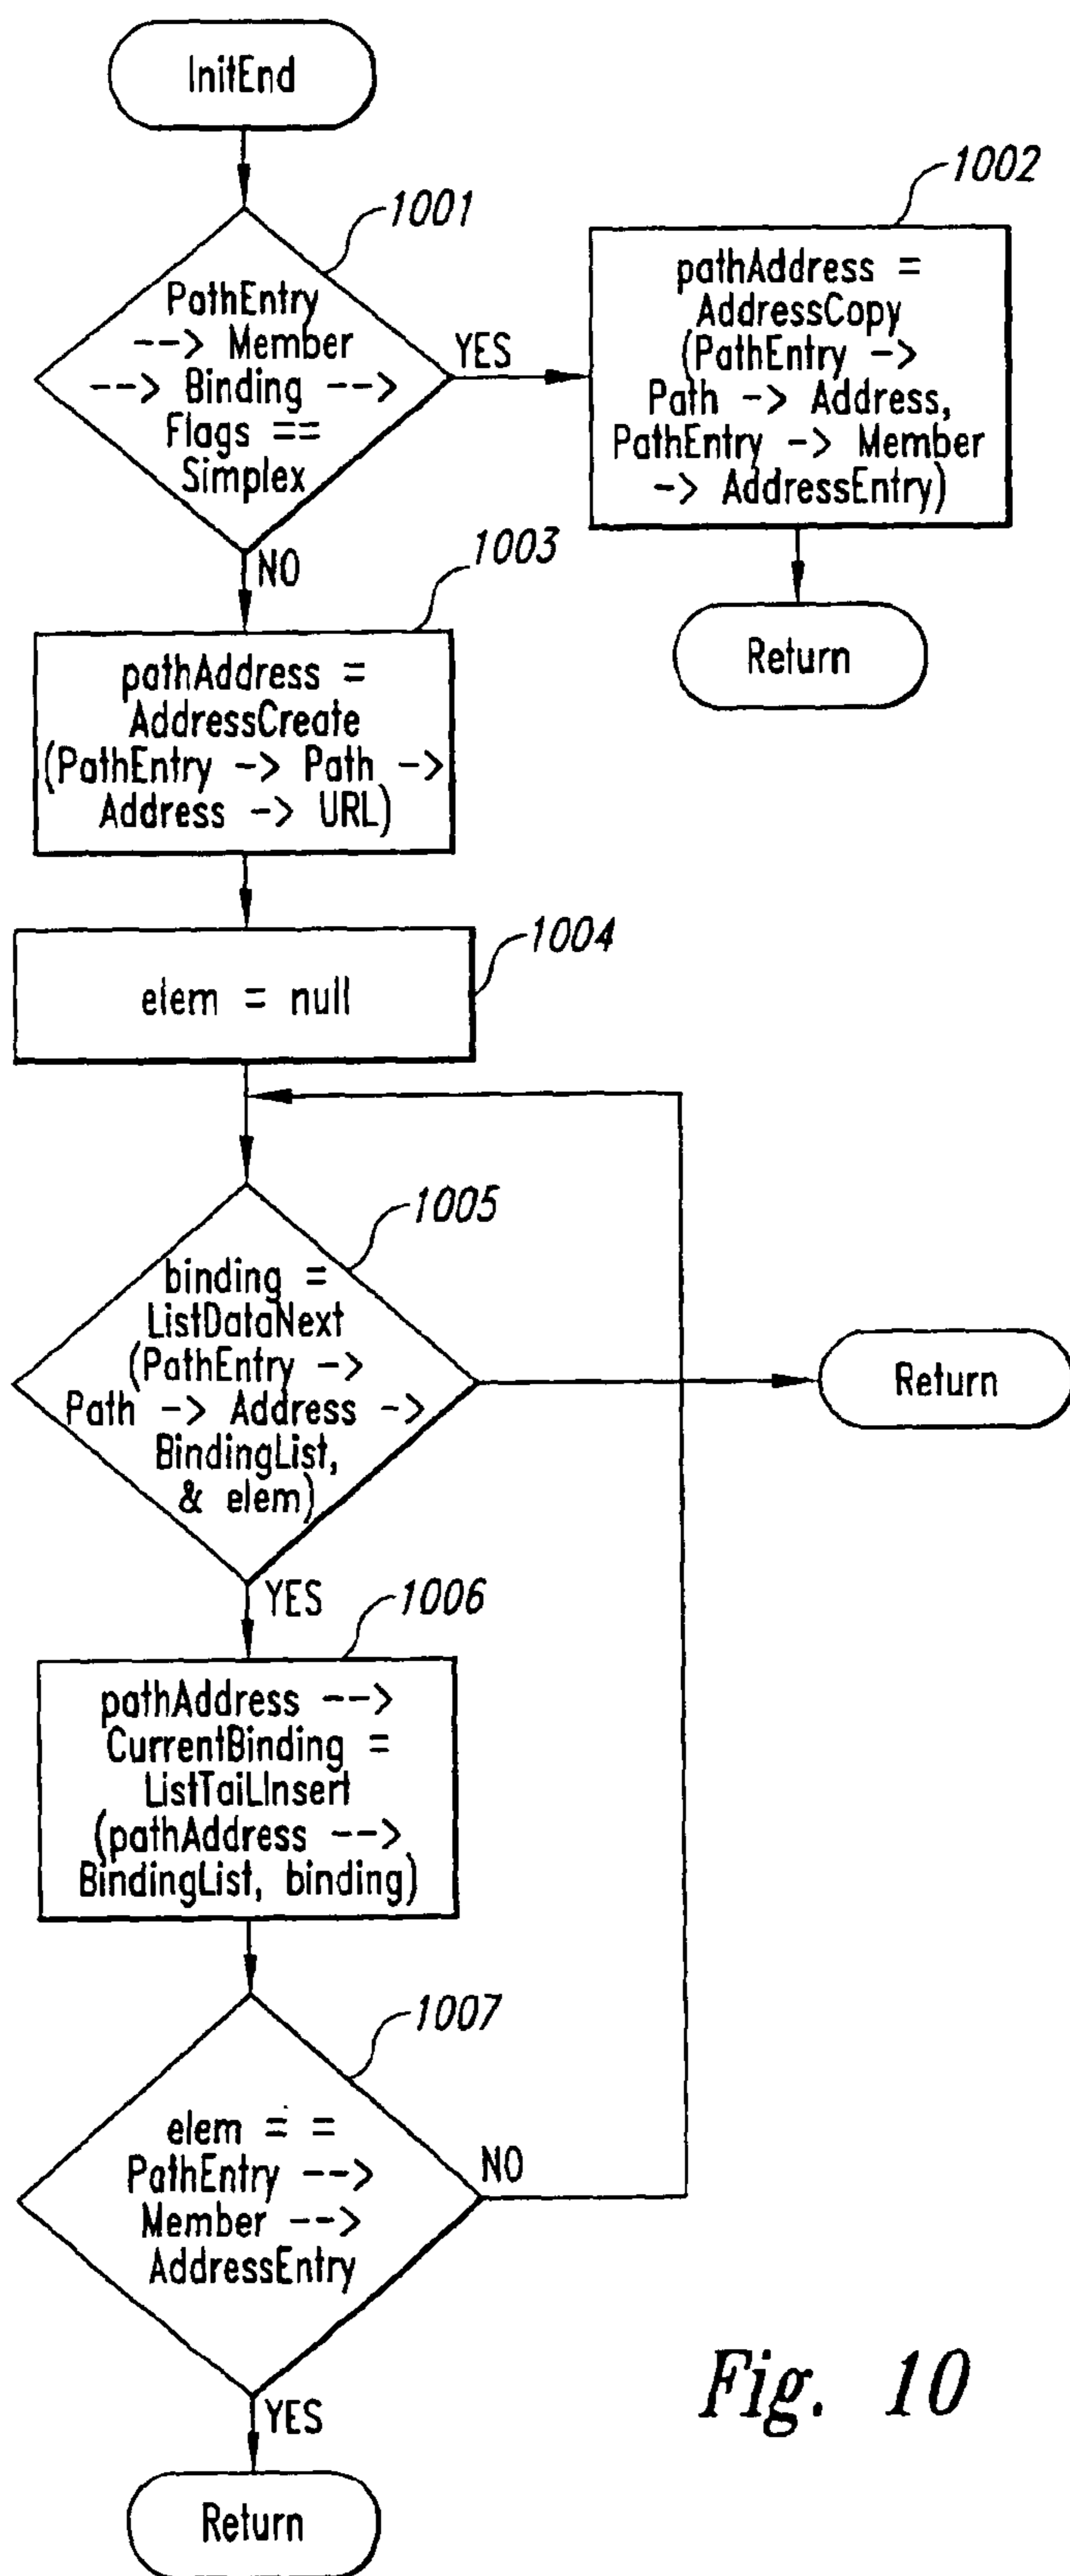 InitEnd
1001
PathEntry
--> Member
--> Binding -->
Flags ==
Simplex
YES
1002
pathAddress =
AddressCopy
(PathEntry ->
Path -> Address,
PathEntry -> Member
-> AddressEntry)
Return
NO
1003
pathAddress =
AddressCreate
(PathEntry -> Path ->
Address -> URL)
1004
elem = null
1005
binding =
ListDataNext
(PathEntry ->
Path -> Address ->
BindingList,
& elem)
Return
YES
1006
pathAddress -->
CurrentBinding =
ListTailInsert
(pathAddress -->
BindingList, binding)
1007
elem = =
PathEntry -->
Member -->
AddressEntry
NO
YES
Return
Fig. 10